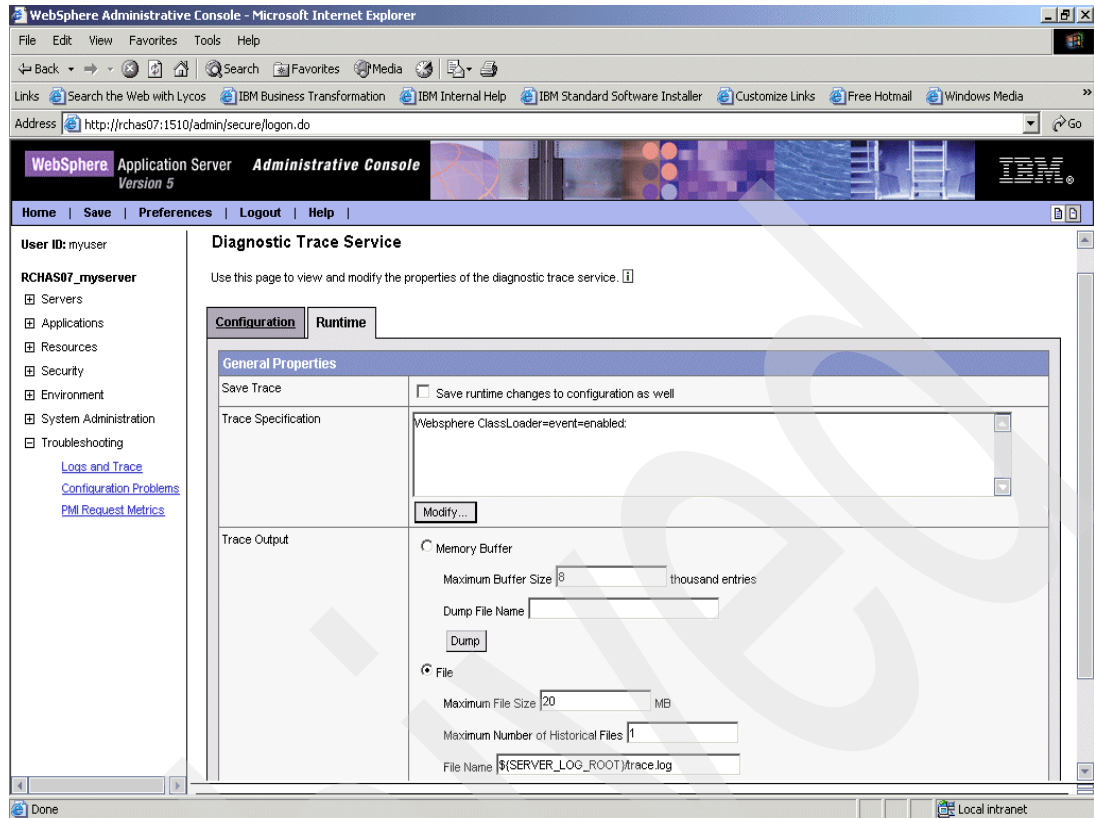 WebSphere Administrative Console - Microsoft Internet Explorer
File Edit View Favorites Tools Help
Back Search Favorites Media
Links Search the Web with Lycos IBM Business Transformation IBM Internal Help IBM Standard Software Installer Customize Links Free Hotmail Windows Media »
Address http://rchas07:1510/admin/secure/logon.do Go
WebSphere. Application Server Administrative Console
Version 5
IBM®
Home | Save | Preferences | Logout | Help |
User ID: myuser
RCHAS07_myserver
Servers
Applications
Resources
Security
Environment
System Administration
Troubleshooting
Logs and Trace
Configuration Problems
PMI Request Metrics
Diagnostic Trace Service
Use this page to view and modify the properties of the diagnostic trace service. i
Configuration Runtime
General Properties
Save Trace Save runtime changes to configuration as well
Trace Specification Websphere ClassLoader=event=enabled:
Modify...
Trace Output Memory Buffer
Maximum Buffer Size 8 thousand entries
Dump File Name
Dump
File
Maximum File Size 20 MB
Maximum Number of Historical Files 1
File Name ${SERVER_LOG_ROOT}/trace.log
Done Local intranet